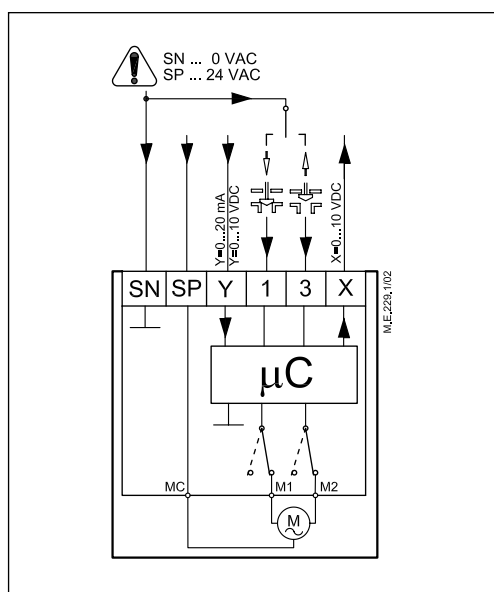 SN ... 0 VAC
SP ... 24 VAC
Y=0...20 mA
Y=0...10 VDC
X=0...10 VDC
SN SP Y 1 3 X
M.E.229.1/02
µC
MC M1 M2
M